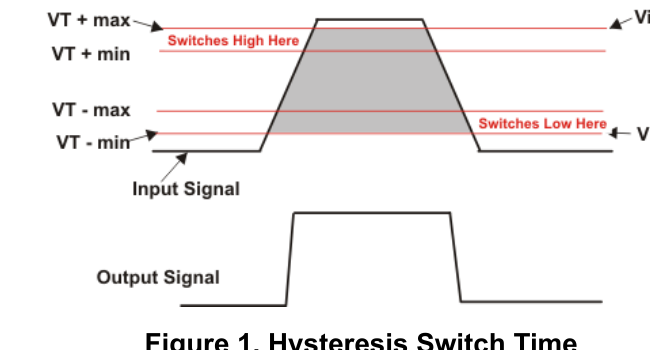 VT + max
Vi
Switches High Here
VT + min
VT - max
Switches Low Here
VT - min
V
Input Signal
Output Signal
Figure 1. Hysteresis Switch Time